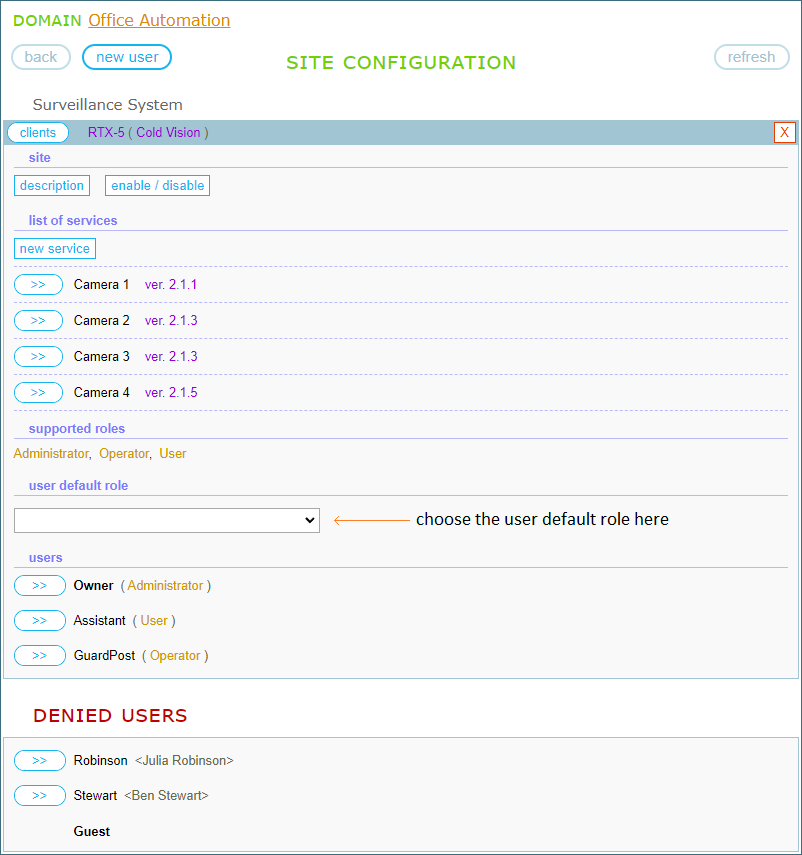 DOMAIN Office Automation
back new user SITE CONFIGURATION refresh
Surveillance System
clients RTX-5 ( Cold Vision ) X
site
description enable / disable
list of services
new service
>> Camera 1 ver. 2.1.1
>> Camera 2 ver. 2.1.3
>> Camera 3 ver. 2.1.3
>> Camera 4 ver. 2.1.5
supported roles
Administrator, Operator, User
user default role
choose the user default role here
users
>> Owner ( Administrator )
>> Assistant ( User )
>> GuardPost ( Operator )
DENIED USERS
>> Robinson <Julia Robinson>
>> Stewart <Ben Stewart>
Guest